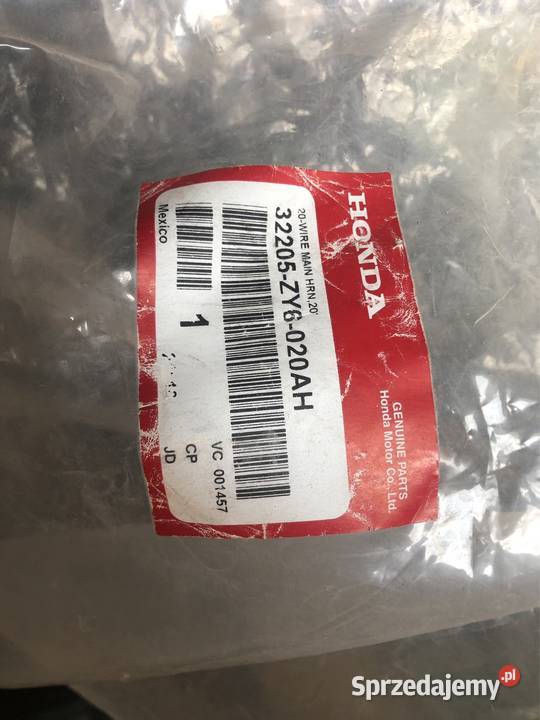 HONDA
GENUINE PARTS
Honda Motor Co., Ltd.
20-WIRE MAIN HRN,20'
32205-ZY6-020AH
VC 001457
1
CP
Mexico
JD
Sprzedajemy.pl